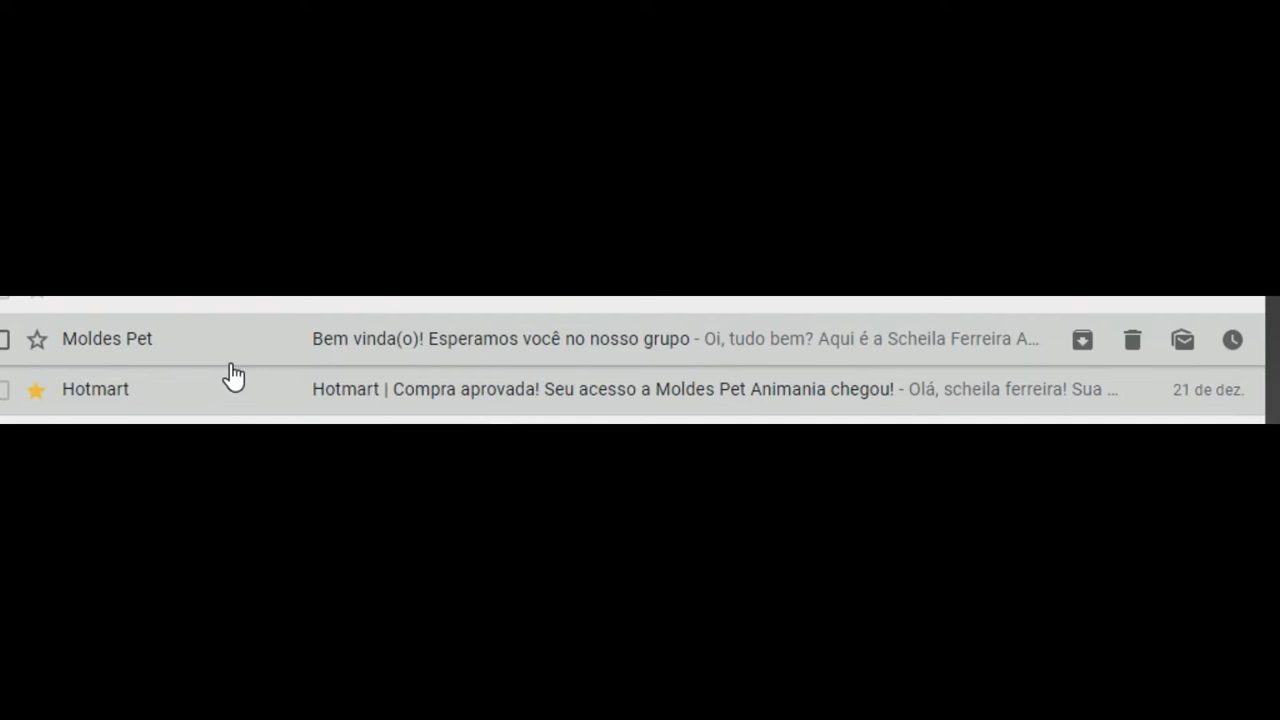 Moldes Pet Bem vinda(o)! Esperamos você no nosso grupo - Oi, tudo bem? Aqui é a Scheila Ferreira A...
Hotmart Hotmart | Compra aprovada! Seu acesso a Moldes Pet Animania chegou! - Olá, scheila ferreira! Sua ... 21 de dez.